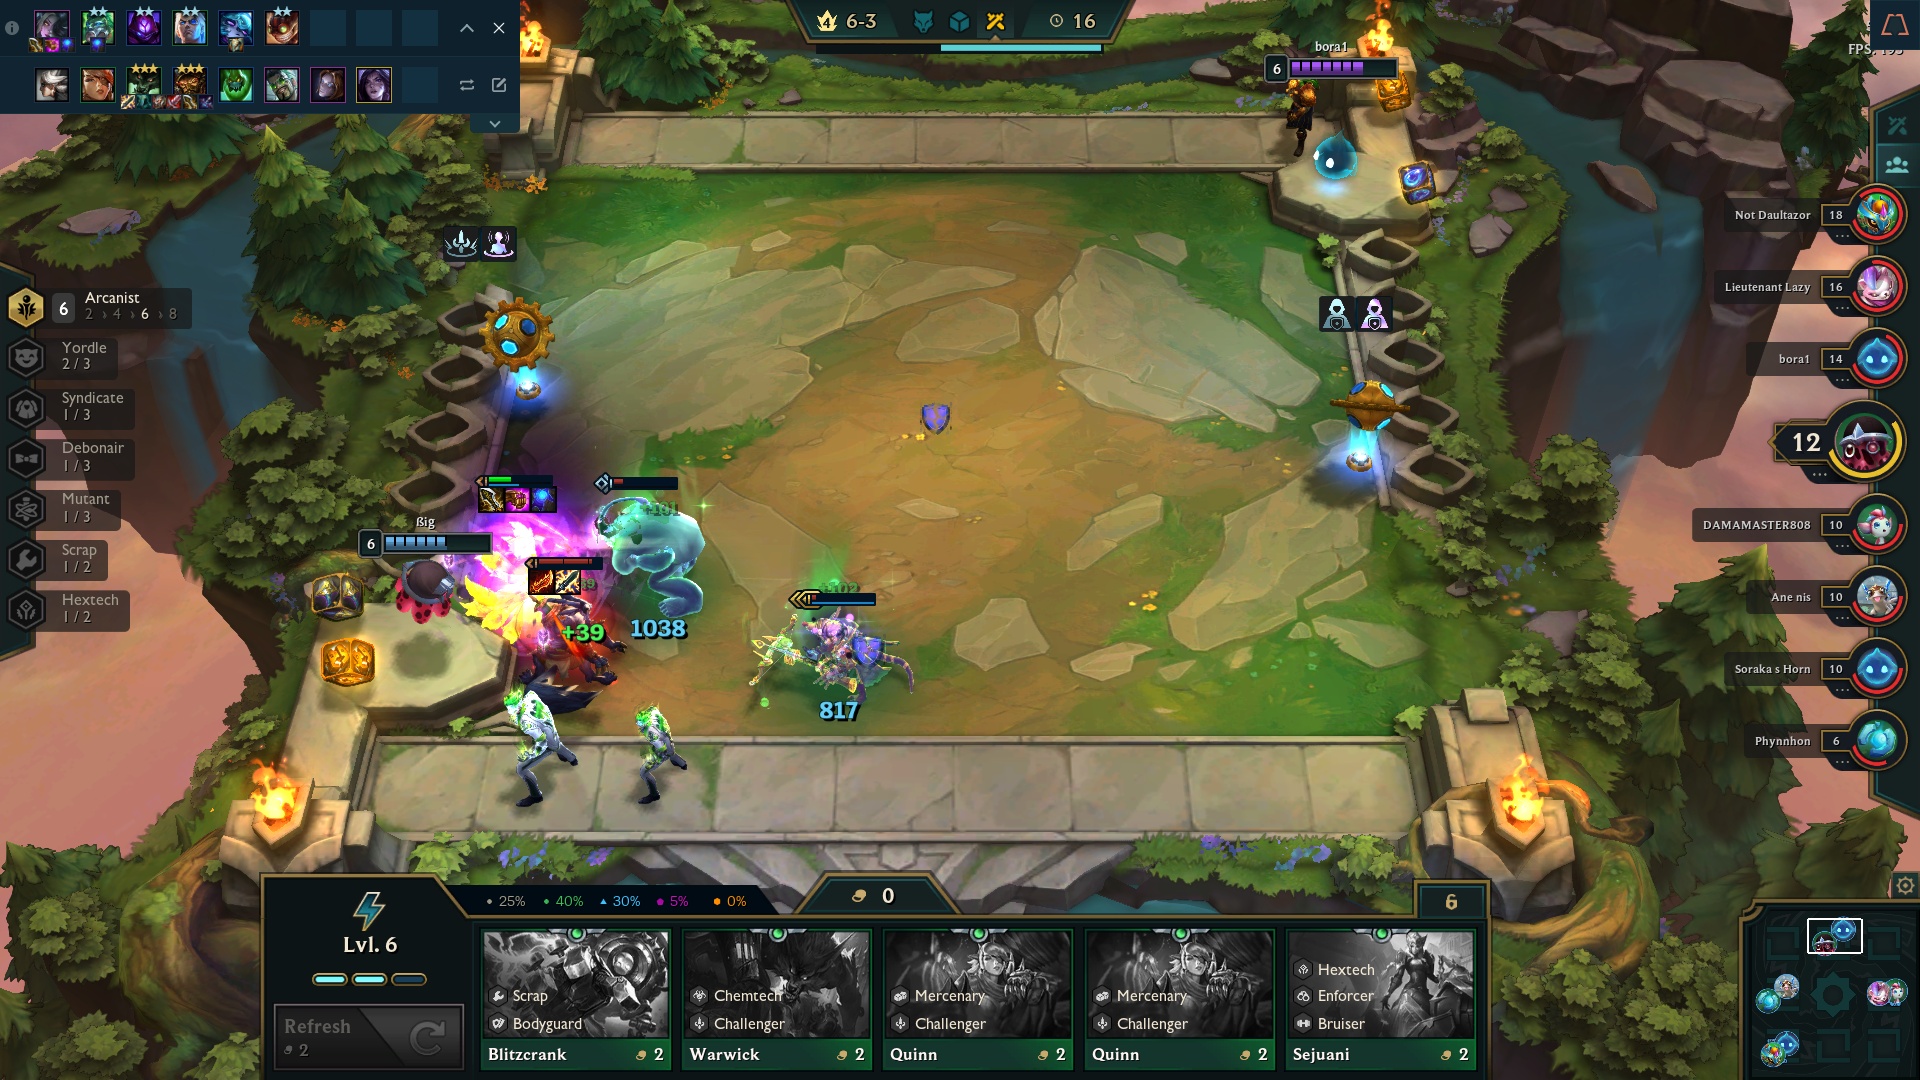 6-3
16
FPS: 193
bora1
6
Not Daultazor 18
Lieutenant Lazy 16
bora1 14
12
DAMAMASTER808 10
Ane nis 10
Soraka s Horn 10
Phynnhon 6
6 Arcanist
2 › 4 › 6 › 8
Yordle
2 / 3
Syndicate
1 / 3
Debonair
1 / 3
Mutant
1 / 3
Scrap
1 / 2
Hextech
1 / 2
ßig
6
+39
1038
817
25% 40% 30% 5% 0%
0
6
Lvl. 6
Refresh
2
Scrap
Bodyguard
Blitzcrank 2
Chemtech
Challenger
Warwick 2
Mercenary
Challenger
Quinn 2
Mercenary
Challenger
Quinn 2
Hextech
Enforcer
Bruiser
Sejuani 2